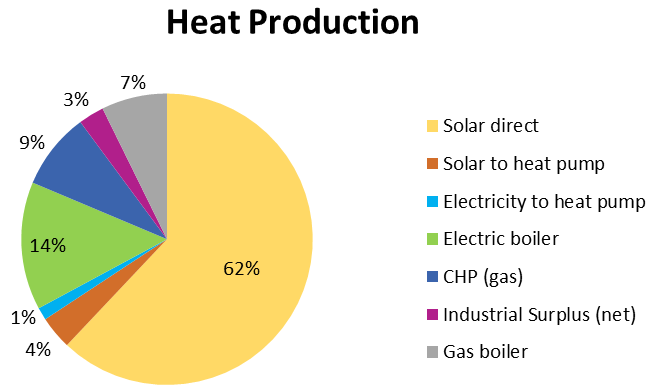 Heat Production
7%
3%
9%
14%
1%
4%
62%
Solar direct
Solar to heat pump
Electricity to heat pump
Electric boiler
CHP (gas)
Industrial Surplus (net)
Gas boiler